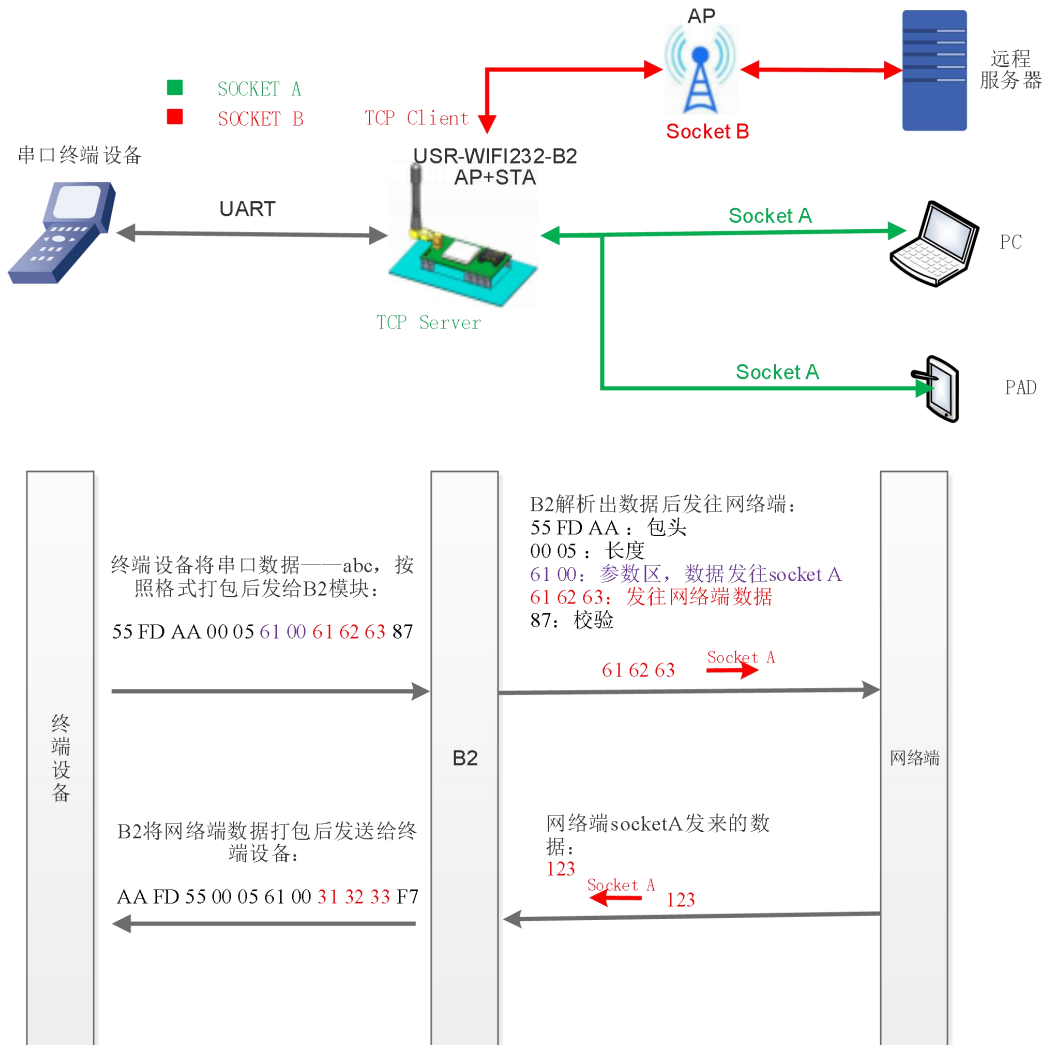 AP
远程
服务器
SOCKET A
SOCKET B
TCP Client
Socket B
串口终端设备
USR-WIFI232-B2
AP+STA
UART
Socket A
PC
TCP Server
Socket A
PAD
终端设备将串口数据——abc，按
照格式打包后发给B2模块：
55 FD AA 00 05 61 00 61 62 63 87
B2解析出数据后发往网络端：
55 FD AA：包头
00 05：长度
61 00：参数区，数据发往socket A
61 62 63：发往网络端数据
87：校验
61 62 63
Socket A
终
端
设
备
B2
网络端
B2将网络端数据打包后发送给终
端设备：
AA FD 55 00 05 61 00 31 32 33 F7
网络端socketA发来的数
据：
123
Socket A
123